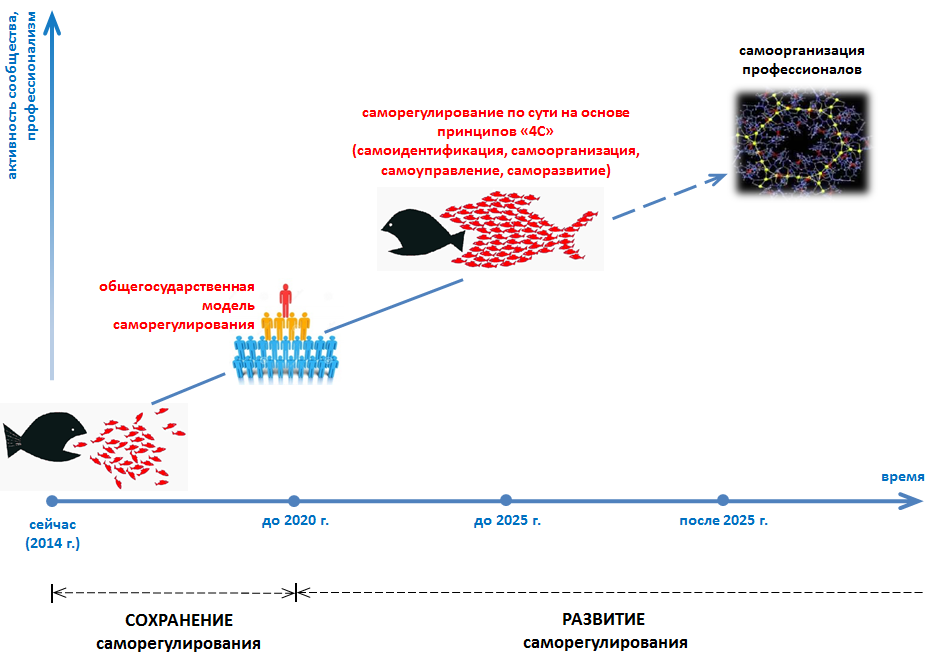 активность сообщества,
профессионализм
самоорганизация
профессионалов
саморегулирование по сути на основе
принципов «4С»
(самоидентификация, самоорганизация,
самоуправление, саморазвитие)
общегосударственная
модель
саморегулирования
время
сейчас
(2014 г.)
до 2020 г.
до 2025 г.
после 2025 г.
СОХРАНЕНИЕ
саморегулирования
РАЗВИТИЕ
саморегулирования